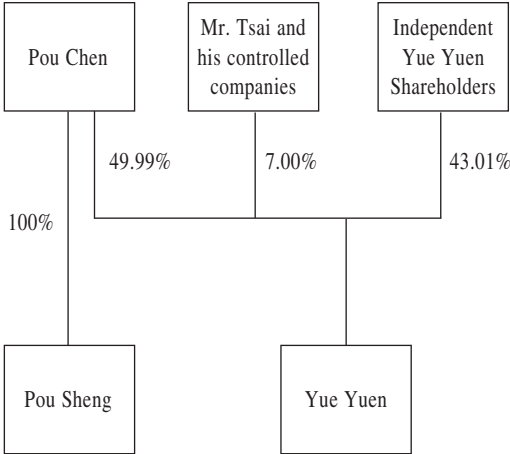 Pou Chen
Mr. Tsai and
his controlled
companies
Independent
Yue Yuen
Shareholders
49.99%
7.00%
43.01%
100%
Pou Sheng
Yue Yuen